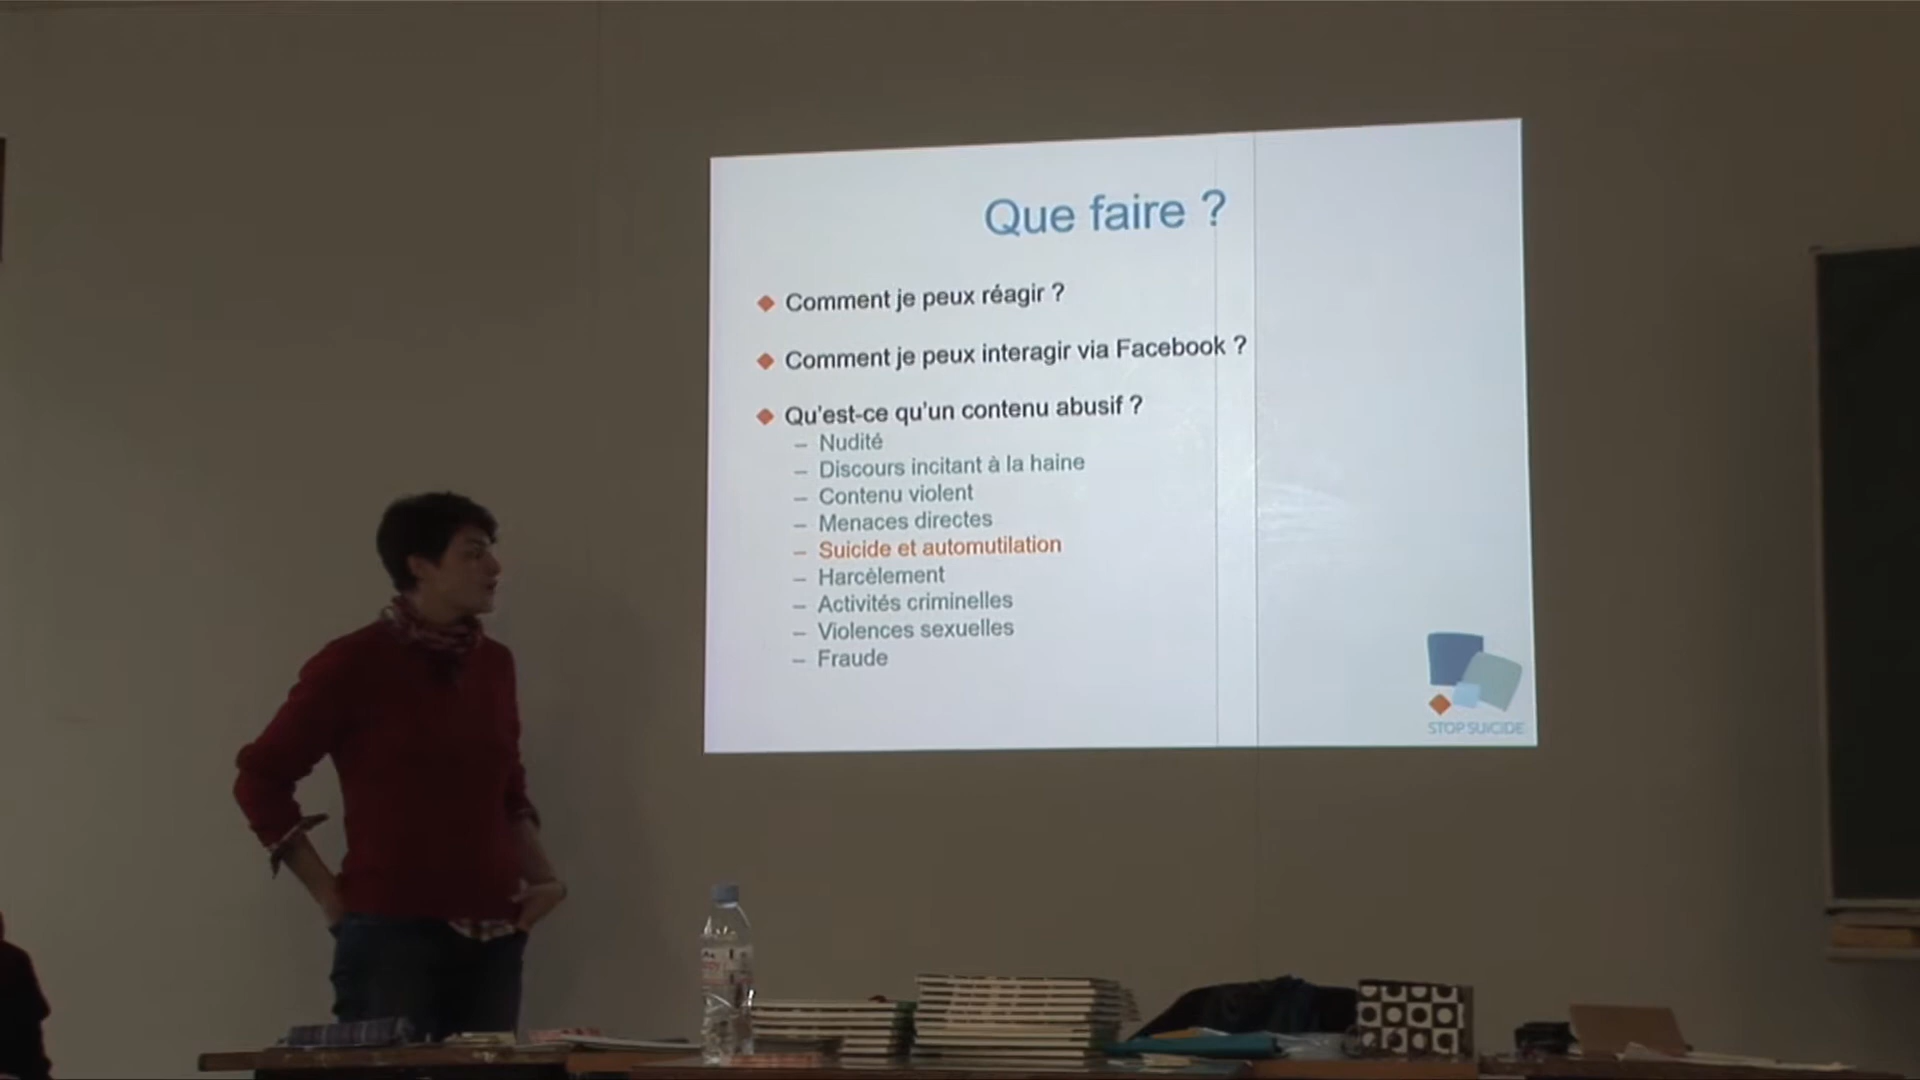 Que faire ?
Comment je peux réagir ?
Comment je peux interagir via Facebook ?
Qu'est-ce qu'un contenu abusif ?
– Nudité
– Discours incitant à la haine
– Contenu violent
– Menaces directes
– Suicide et automutilation
– Harcèlement
– Activités criminelles
– Violences sexuelles
– Fraude
STOP SUICIDE